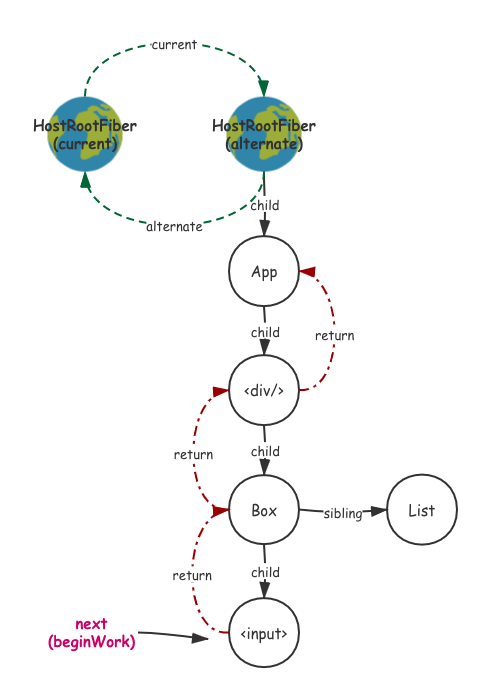 current
HostRootFiber
(current)
HostRootFiber
(alternate)
child
alternate
App
child
return
<div/>
return
child
Box
sibling
List
return
child
next
(beginWork)
<input>